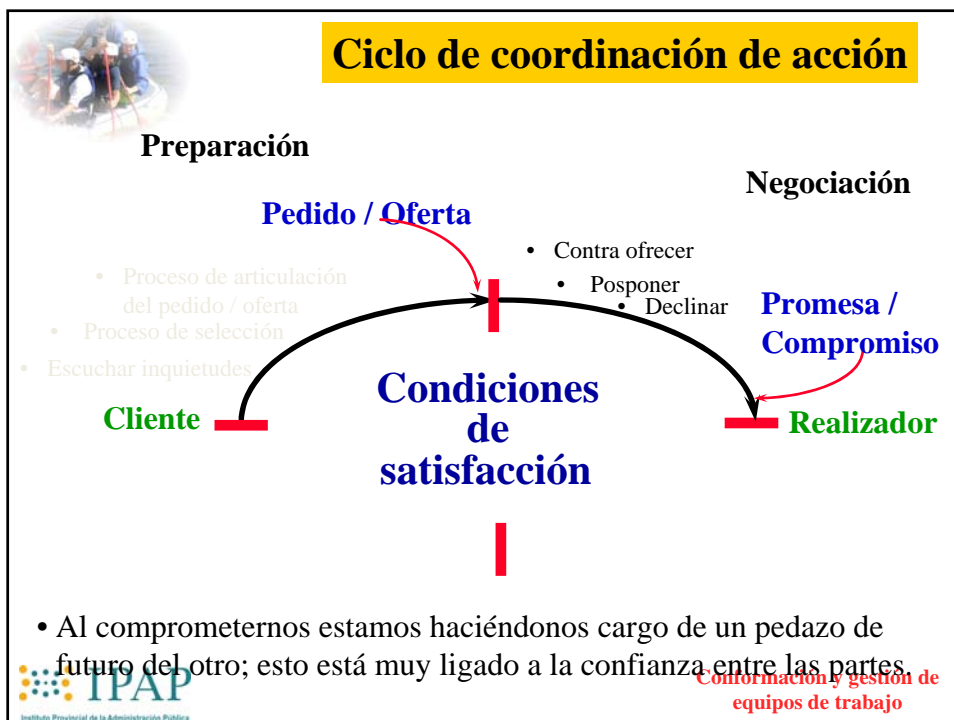 Ciclo de coordinación de acción
Preparación
Negociación
Pedido / Oferta
• Contra ofrecer
• Posponer
• Declinar
• Proceso de articulación
del pedido / oferta
• Proceso de selección
• Escuchar inquietudes
Promesa /
Compromiso
Cliente
Condiciones
de
satisfacción
Realizador
• Al comprometernos estamos haciéndonos cargo de un pedazo de
futuro del otro; esto está muy ligado a la confianza entre las partes.
IPAP
Instituto Provincial de la Administración Pública
Conformación y gestión de
equipos de trabajo